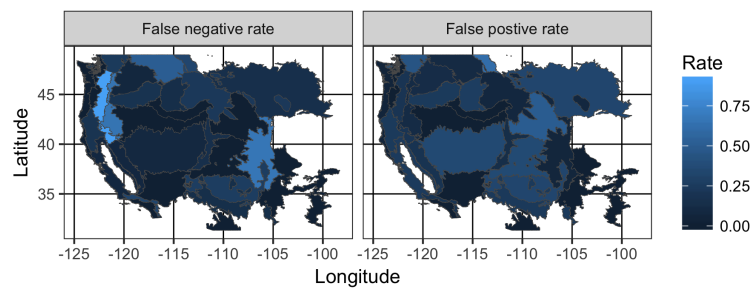 False negative rate
False postive rate
Rate
0.75
0.50
0.25
0.00
Latitude
45
40
35
-125 -120 -115 -110 -105 -100
-125 -120 -115 -110 -105 -100
Longitude